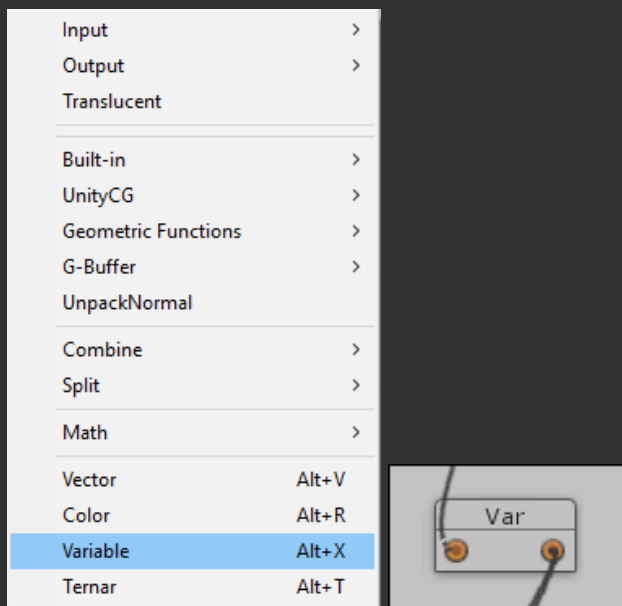 Input
Output
Translucent
Built-in
UnityCG
Geometric Functions
G-Buffer
UnpackNormal
Combine
Split
Math
Vector Alt+V
Color Alt+R
Variable Alt+X
Ternar Alt+T
Var